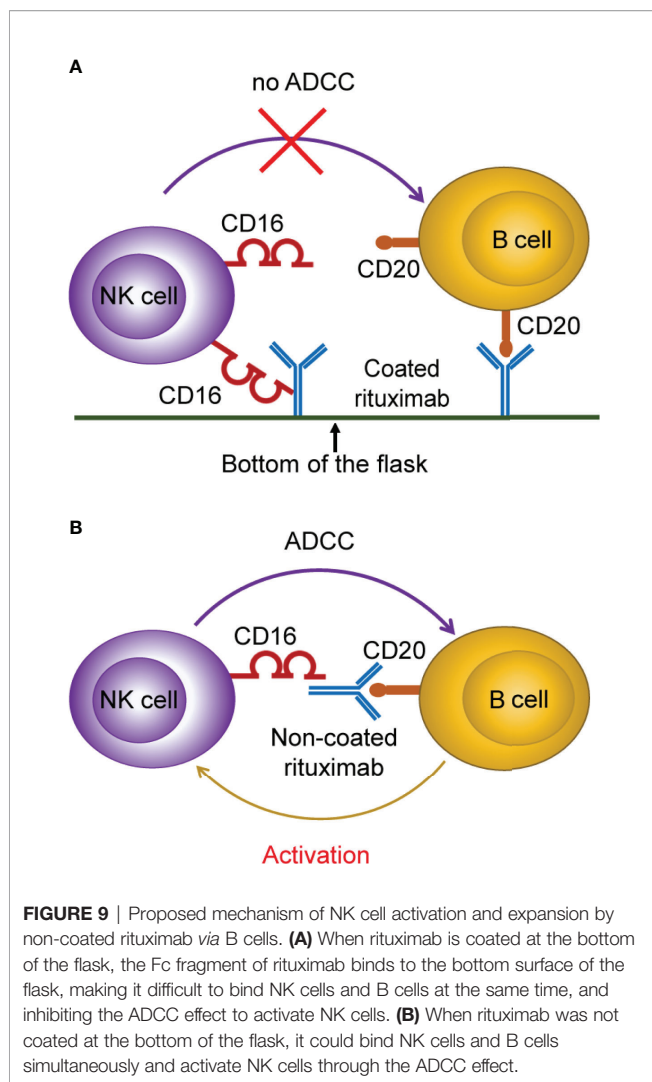 A
no ADCC
CD16
B cell
CD20
NK cell
CD20
CD16
Coated
rituximab
Bottom of the flask
B
ADCC
CD16
CD20
NK cell
B cell
Non-coated
rituximab
Activation
FIGURE 9 | Proposed mechanism of NK cell activation and expansion by
non-coated rituximab via B cells. (A) When rituximab is coated at the bottom
of the flask, the Fc fragment of rituximab binds to the bottom surface of the
flask, making it difficult to bind NK cells and B cells at the same time, and
inhibiting the ADCC effect to activate NK cells. (B) When rituximab was not
coated at the bottom of the flask, it could bind NK cells and B cells
simultaneously and activate NK cells through the ADCC effect.